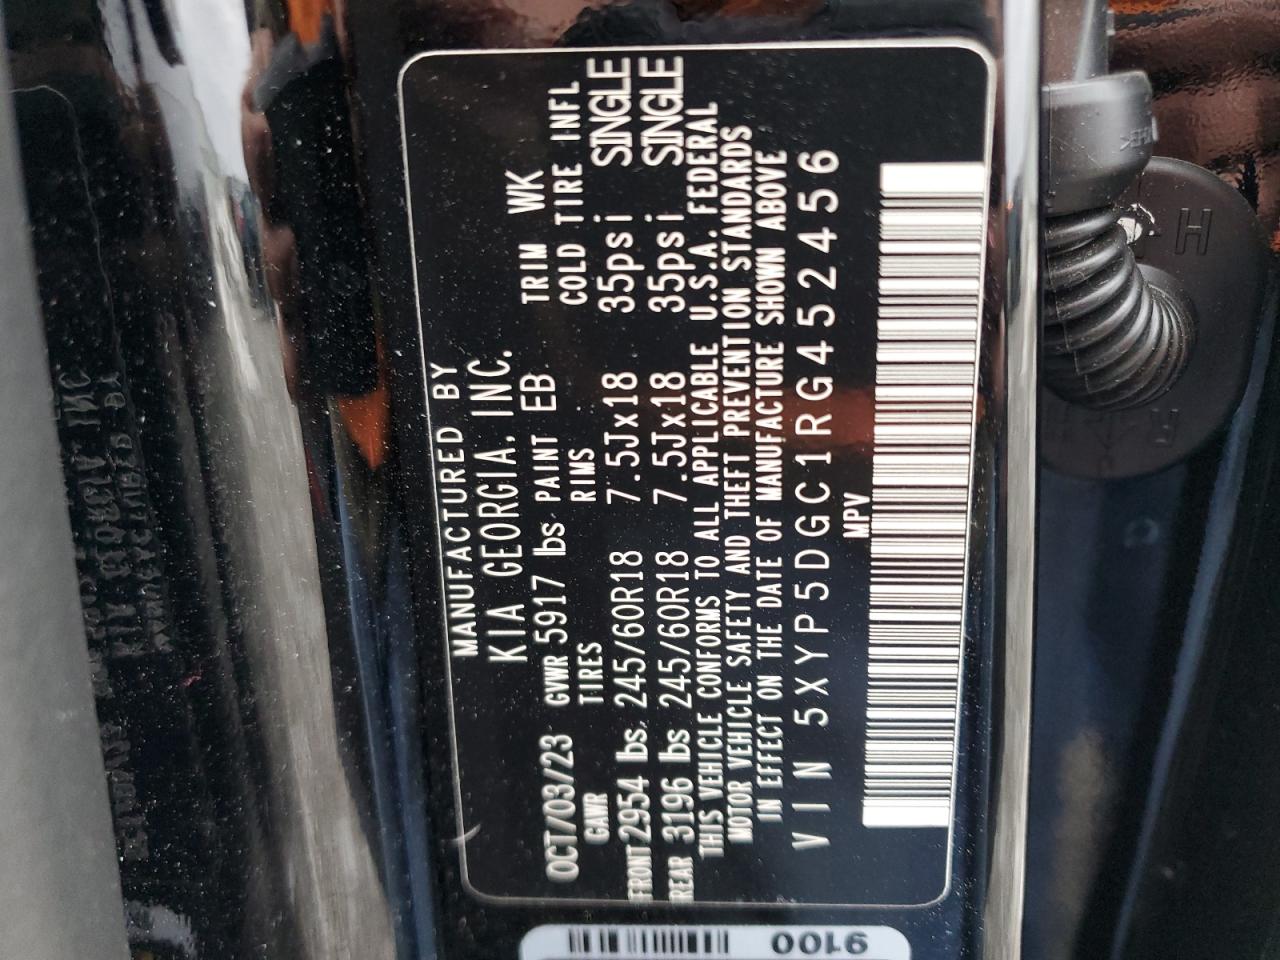 MANUFACTURED BY
KIA GEORGIA, INC.
OCT/03/23 GVWR 5917 lbs PAINT EB TRIM WK
GAWR TIRES RIMS COLD TIRE INFL
FRONT 2954 lbs 245/60R18 7.5Jx18 35psi SINGLE
REAR 3196 lbs 245/60R18 7.5Jx18 35psi SINGLE
THIS VEHICLE CONFORMS TO ALL APPLICABLE U.S.A. FEDERAL
MOTOR VEHICLE SAFETY AND THEFT PREVENTION STANDARDS
IN EFFECT ON THE DATE OF MANUFACTURE SHOWN ABOVE
VIN 5XYP5DGC1RG452456
MPV
9100